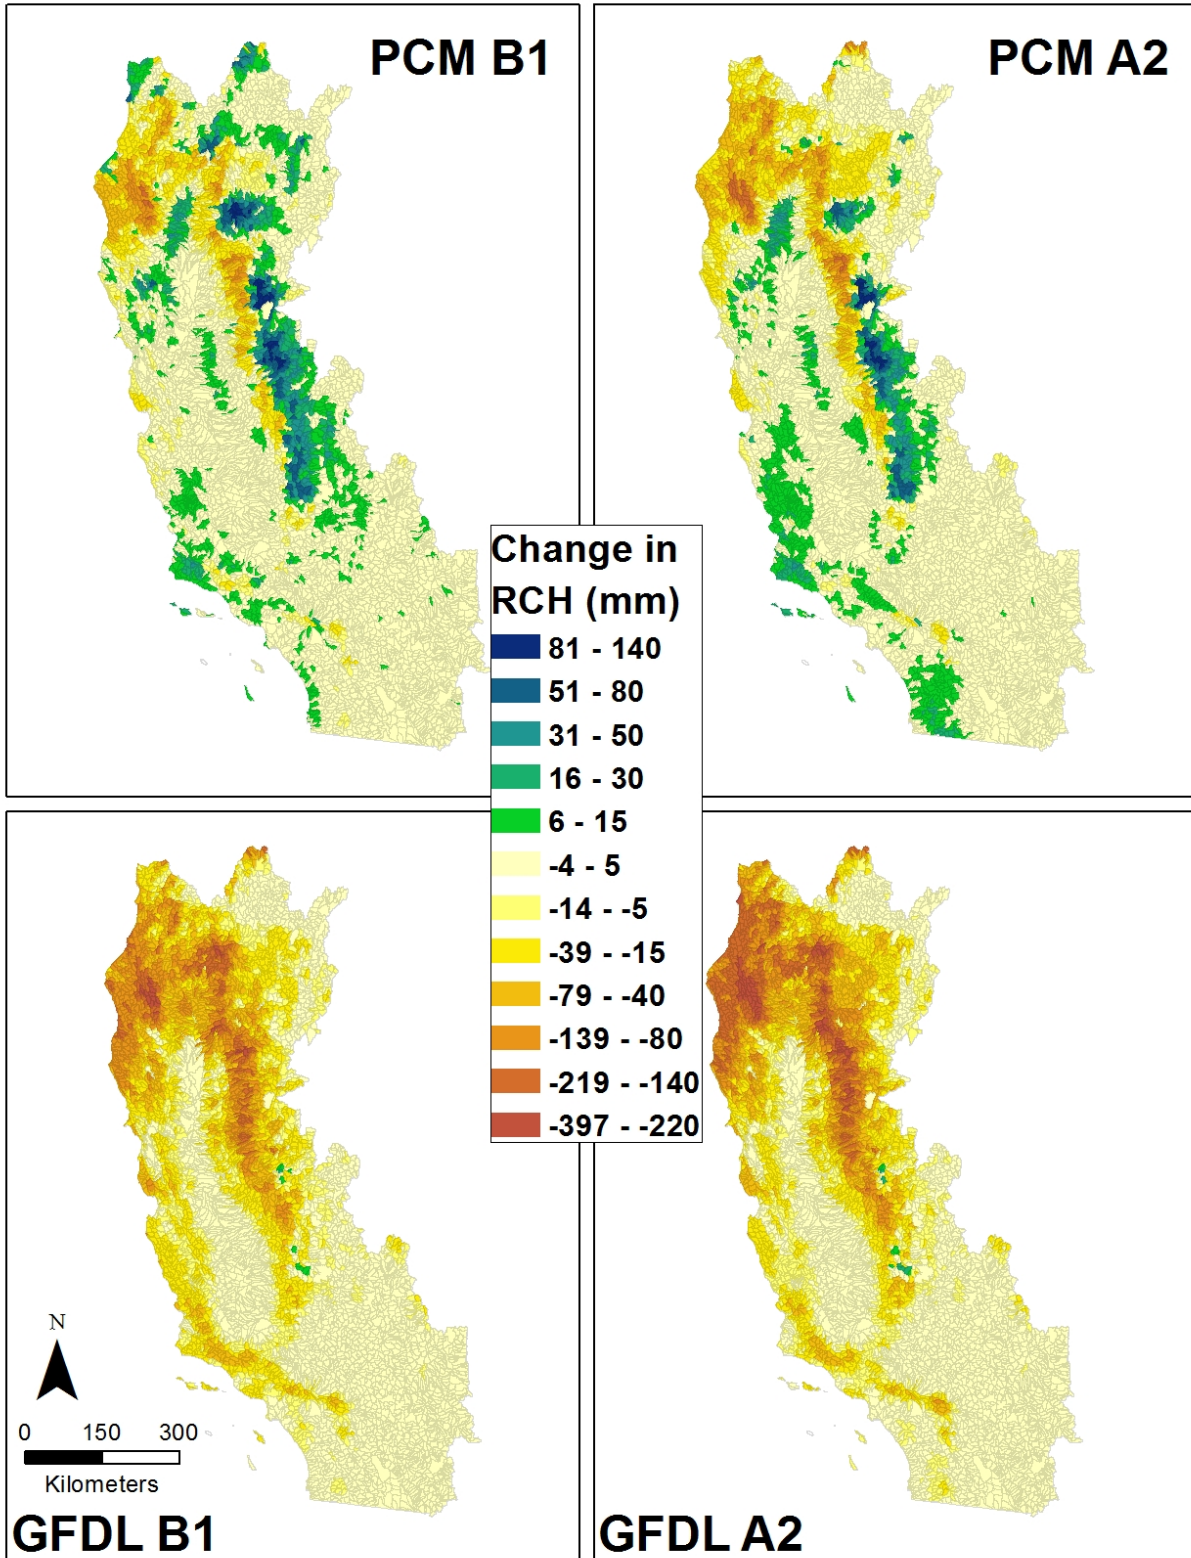 PCM B1
PCM A2
Change in
RCH (mm)
81 - 140
51 - 80
31 - 50
16 - 30
6 - 15
-4 - 5
-14 - -5
-39 - -15
-79 - -40
-139 - -80
-219 - -140
-397 - -220
N
0 150 300
Kilometers
GFDL B1
GFDL A2